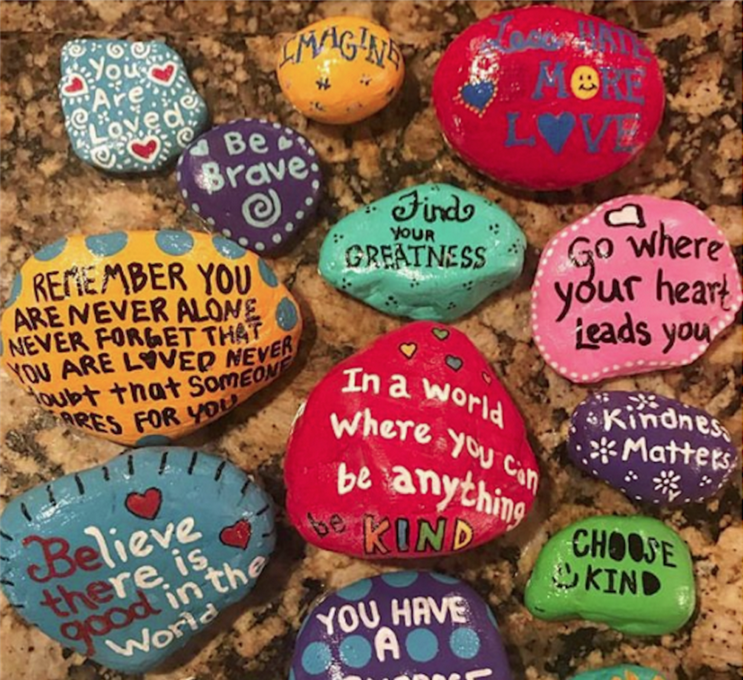 You
Are
Loved
IMAGINE
Less HATE
MORE
LOVE
Be
Brave
Find
YOUR
GREATNESS
Go where
your heart
Leads you
REMEMBER YOU
ARE NEVER ALONE
NEVER FORGET THAT
YOU ARE LOVED NEVER
doubt that SOMEONE
CARES FOR YOU
In a world
Where you can
be anything
be KIND
Kindness
Matters
Believe
there is
good in the
World
CHOOSE
KIND
YOU HAVE
A